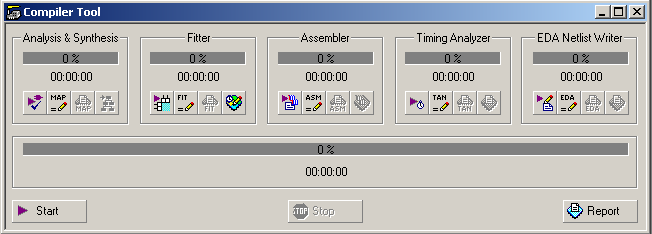 Compiler Tool
Analysis & Synthesis
0 %
00:00:00
MAP
MAP
Fitter
0 %
00:00:00
FIT
FIT
Assembler
0 %
00:00:00
ASM
ASM
Timing Analyzer
0 %
00:00:00
TAN
TAN
EDA Netlist Writer
0 %
00:00:00
EDA
EDA
0 %
00:00:00
Start
STOP
Stop
Report